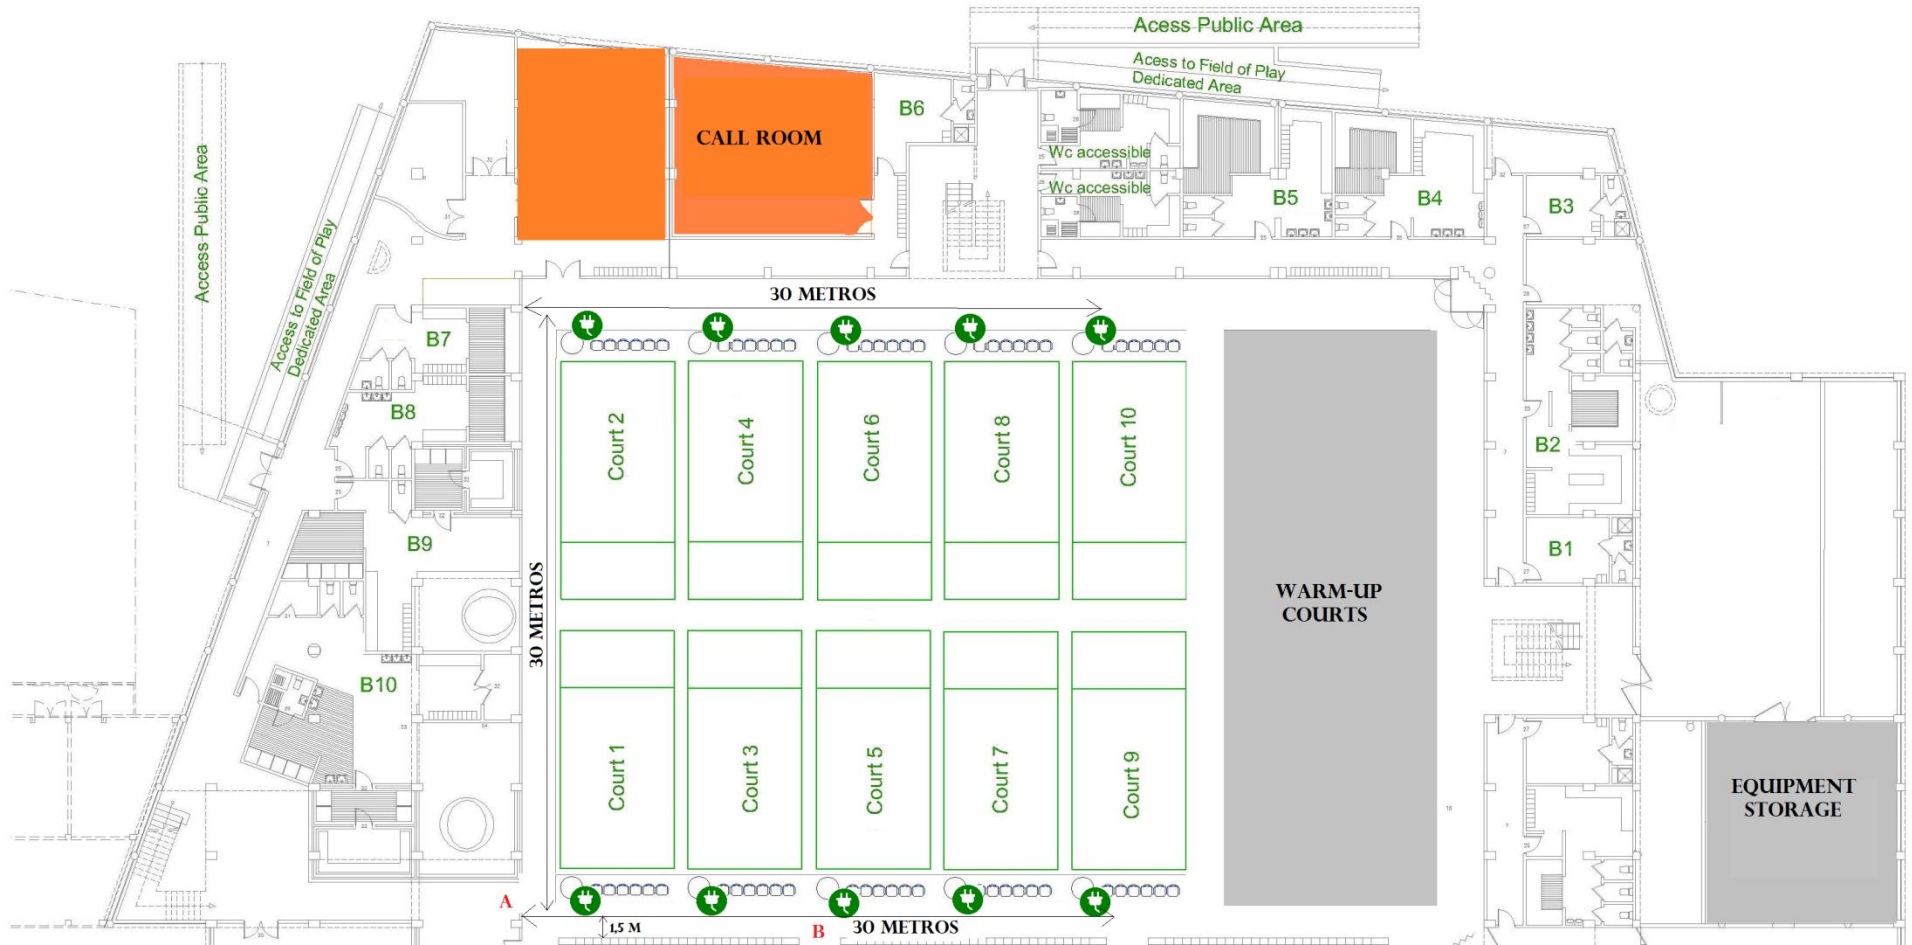 Acess Public Area
Acess to Field of Play
Dedicated Area
Access Public Area
Access to Field of Play
Dedicated Area
CALL ROOM
B6
Wc accessible
Wc accessible
B5
B4
B3
30 METROS
B7
B8
B9
B10
30 METROS
Court 2
Court 4
Court 6
Court 8
Court 10
Court 1
Court 3
Court 5
Court 7
Court 9
WARM-UP
COURTS
B2
B1
EQUIPMENT
STORAGE
A
1,5 M
B
30 METROS